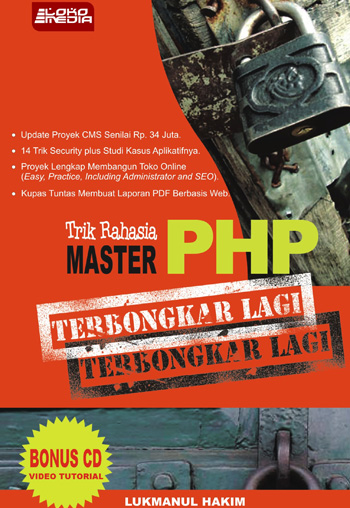 LOKO
MEDIA
Update Proyek CMS Senilai Rp. 34 Juta.
14 Trik Security plus Studi Kasus Aplikatifnya.
Proyek Lengkap Membangun Toko Online
(Easy, Practice, Including Administrator and SEO).
Kupas Tuntas Membuat Laporan PDF Berbasis Web.
Trik Rahasia
MASTER PHP
TERBONGKAR LAGI
TERBONGKAR LAGI
BONUS CD
VIDEO TUTORIAL
LUKMANUL HAKIM